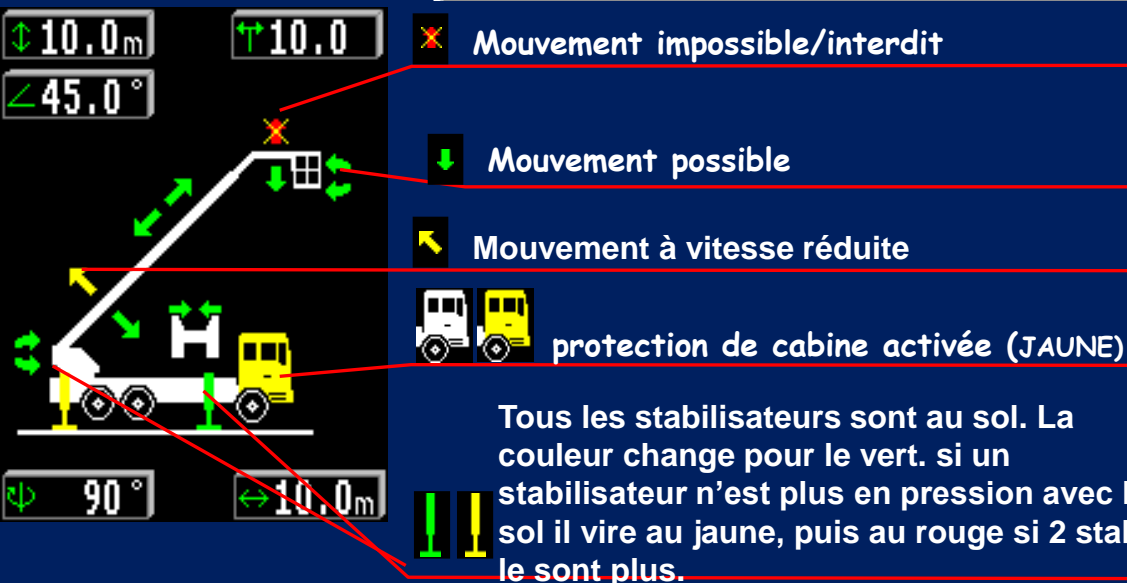 10.0m
10.0
45.0°
Mouvement impossible/interdit
Mouvement possible
Mouvement à vitesse réduite
protection de cabine activée (JAUNE)
Tous les stabilisateurs sont au sol. La
couleur change pour le vert. si un
stabilisateur n’est plus en pression avec
sol il vire au jaune, puis au rouge si 2
le sont plus.
90°
10.0m